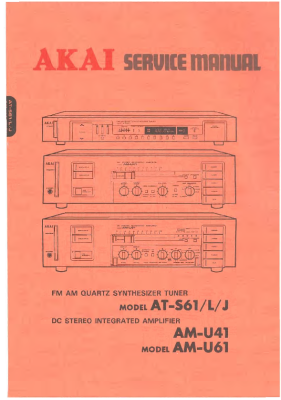 AKAI SERVICE MANUAL
FM AM QUARTZ SYNTHESIZER TUNER
MODEL AT-S61/L/J
DC STEREO INTEGRATED AMPLIFIER
AM-U41
MODEL AM-U61